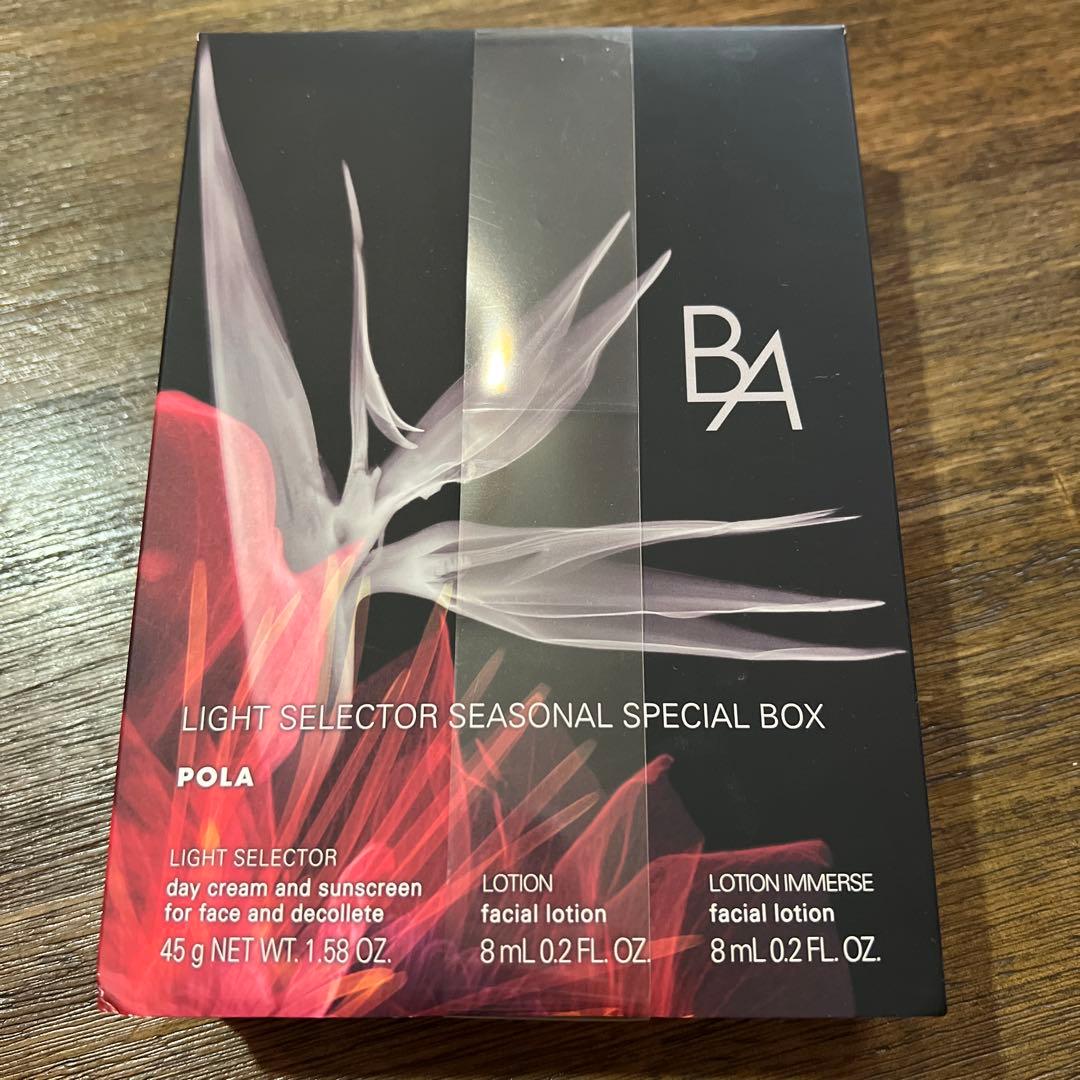 BA
LIGHT SELECTOR SEASONAL SPECIAL BOX
POLA
LIGHT SELECTOR
day cream and sunscreen
for face and decollete
45 g NET WT. 1.58 OZ.
LOTION
facial lotion
8 mL 0.2 FL. OZ.
LOTION IMMERSE
facial lotion
8 mL 0.2 FL. OZ.